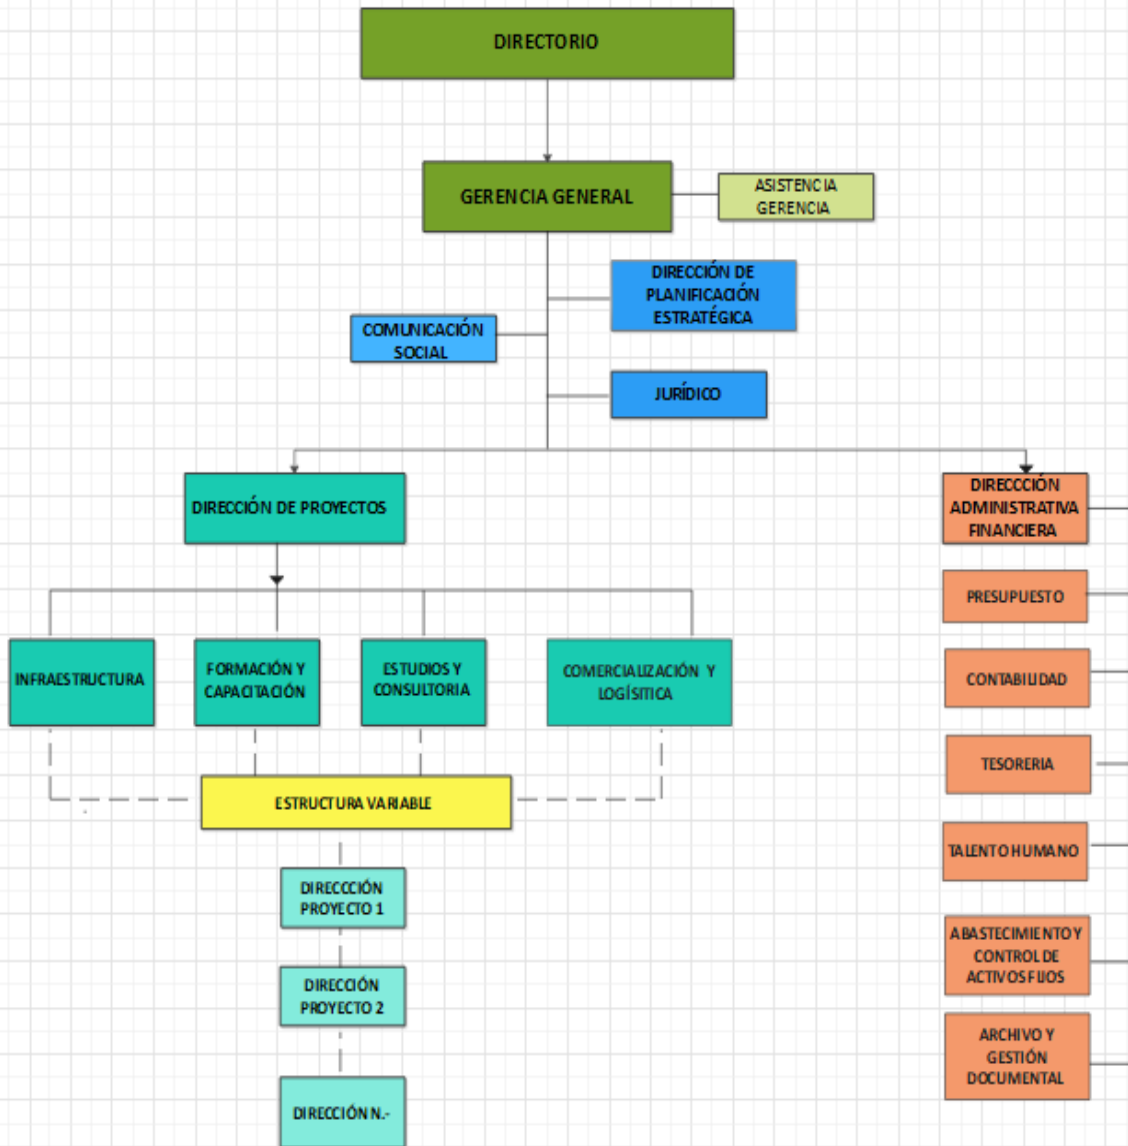 DIRECTORIO
GERENCIA GENERAL
ASISTENCIA
GERENCIA
DIRECCIÓN DE
PLANIFICACIÓN
ESTRATÉGICA
COMUNICACIÓN
SOCIAL
JURÍDICO
DIRECCIÓN DE PROYECTOS
DIRECCCIÓN
ADMINISTRATIVA
FINANCIERA
PRESUPUESTO
INFRAESTRUCTURA
FORMACIÓN Y
CAPACITACIÓN
ESTUDIOS Y
CONSULTORIA
COMERCIALIZACIÓN Y
LOGÍSITICA
CONTABILIDAD
TESORERIA
ESTRUCTURA VARIABLE
TALENTO HUMANO
DIRECCCIÓN
PROYECTO 1
ABASTECIMIENTO Y
CONTROL DE
ACTIVOS FIJOS
DIRECCIÓN
PROYECTO 2
ARCHIVO Y
GESTIÓN
DOCUMENTAL
DIRECCIÓN N.-